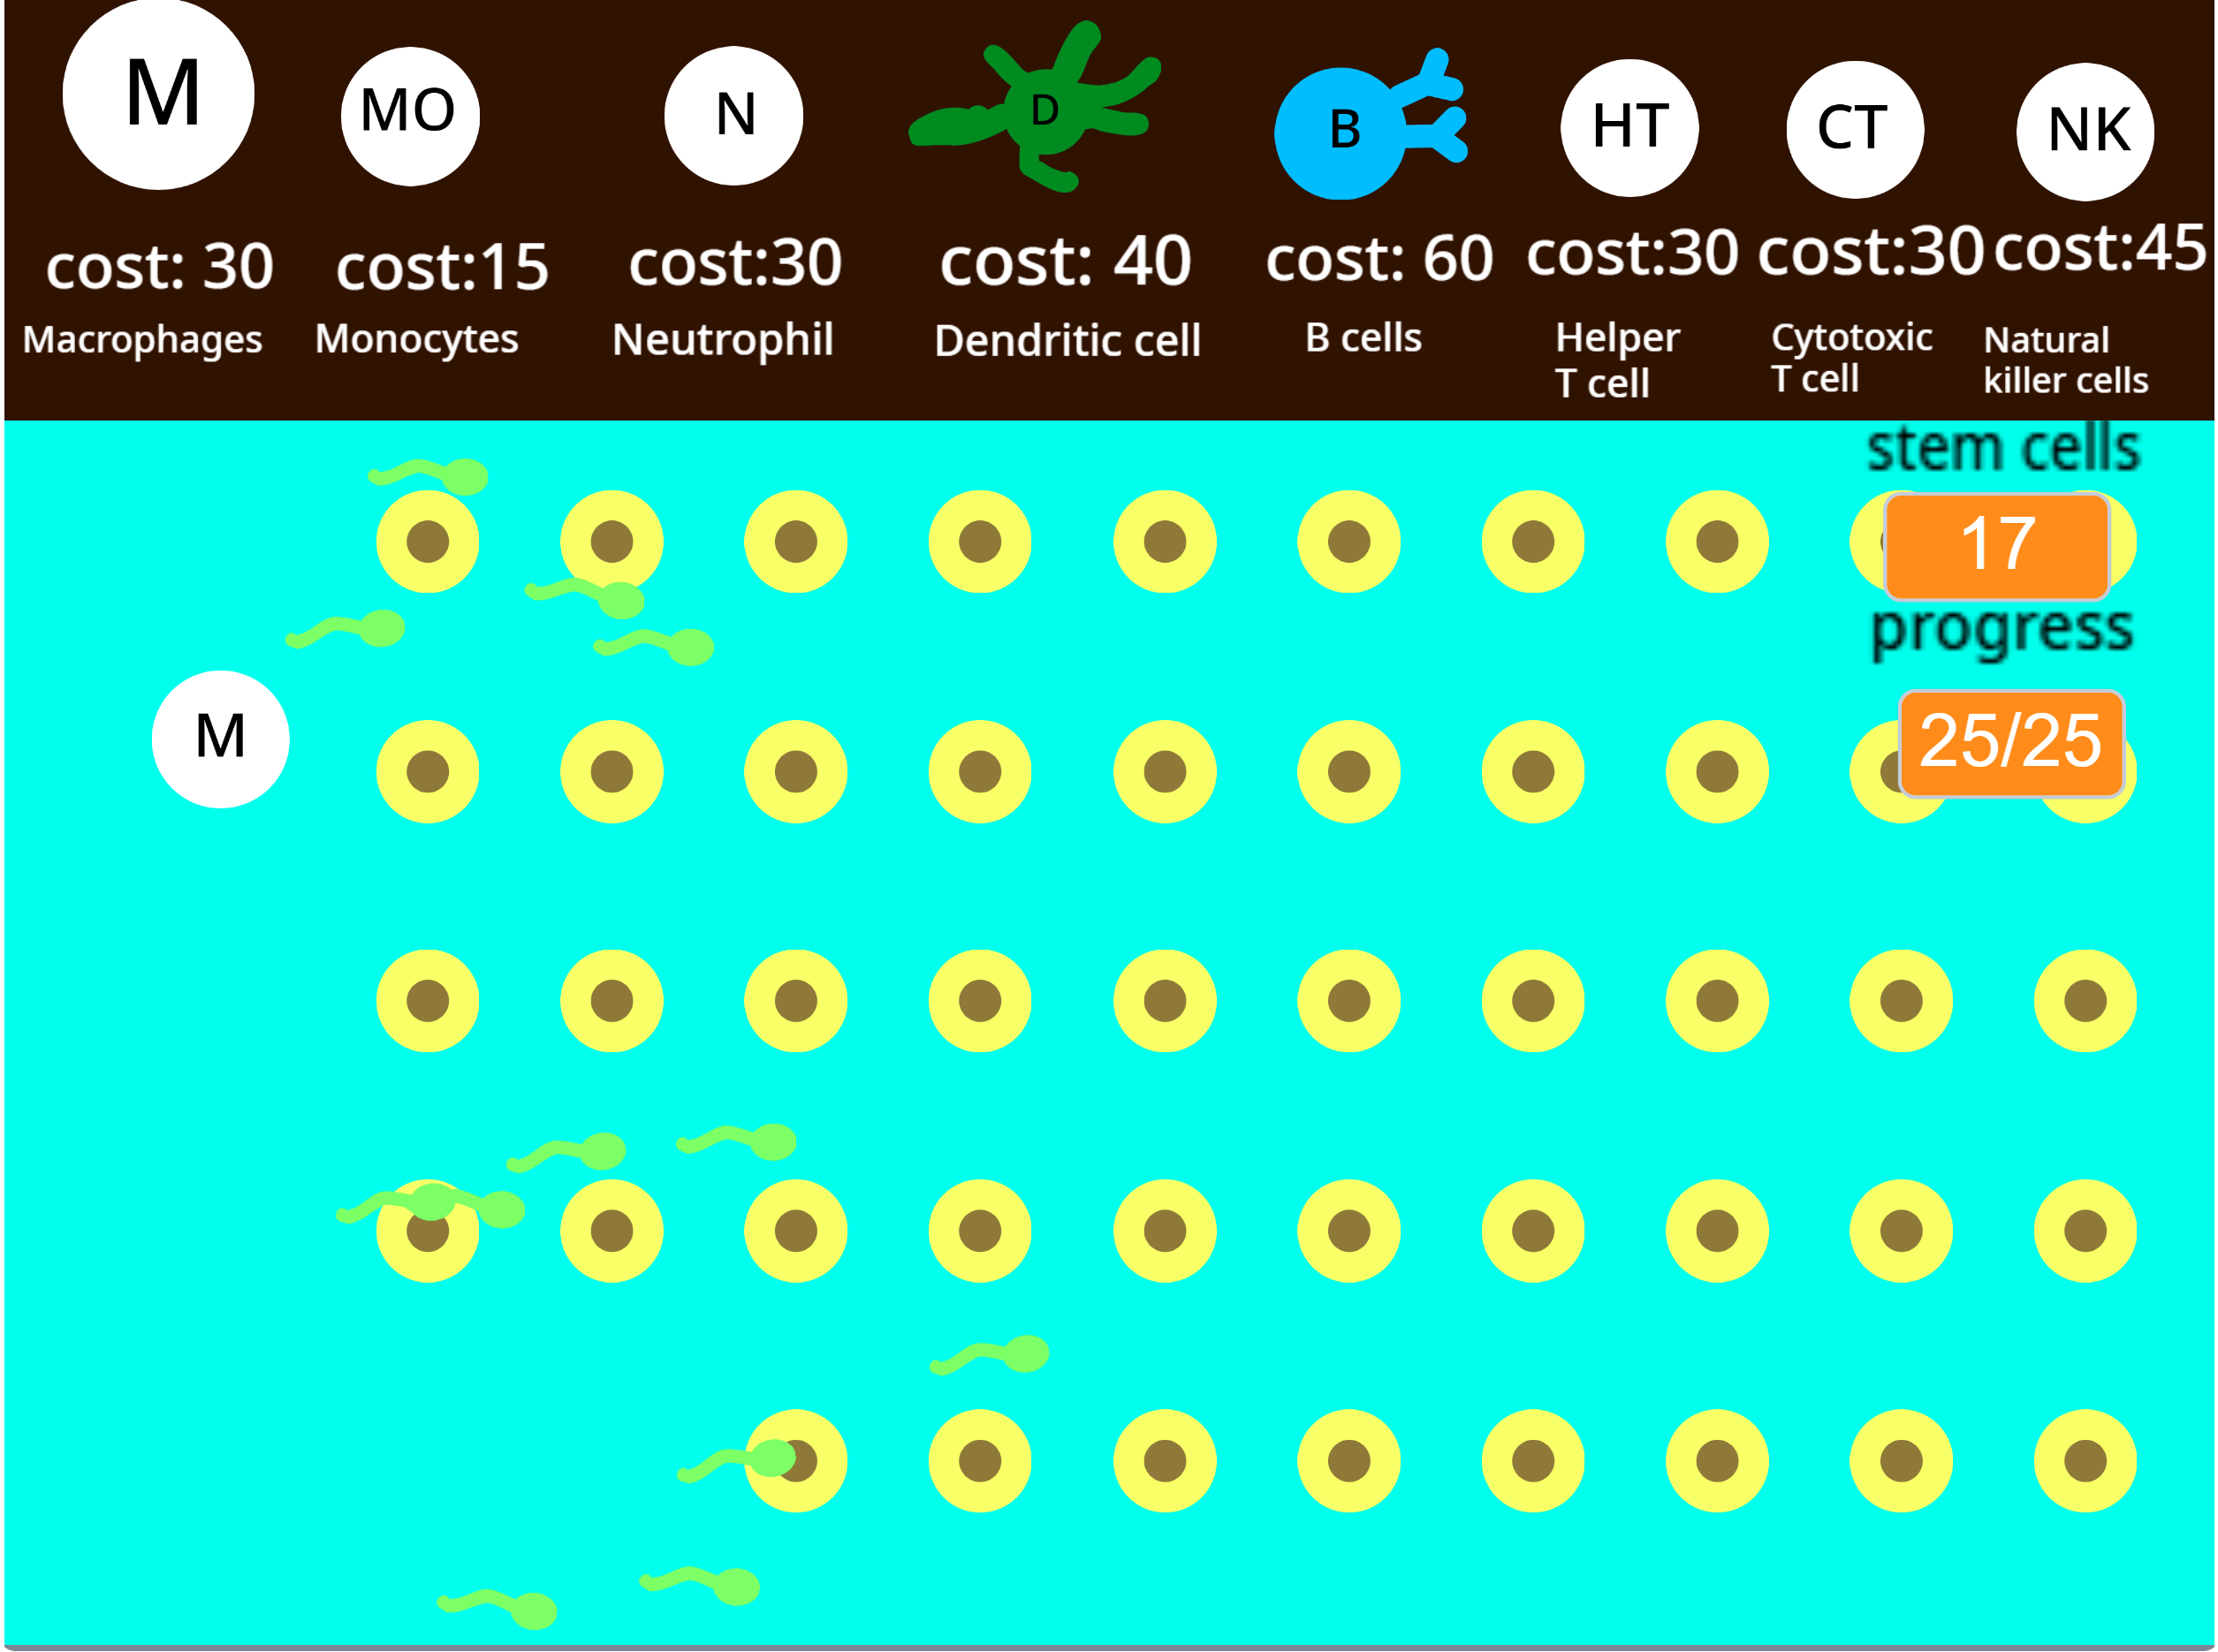 M MO N D B HT CT NK
cost: 30 cost:15 cost:30 cost: 40 cost: 60 cost:30 cost:30 cost:45
Macrophages Monocytes Neutrophil Dendritic cell B cells Helper Cytotoxic Natural
T cell T cell killer cells
stem cells
17
progress
M
25/25